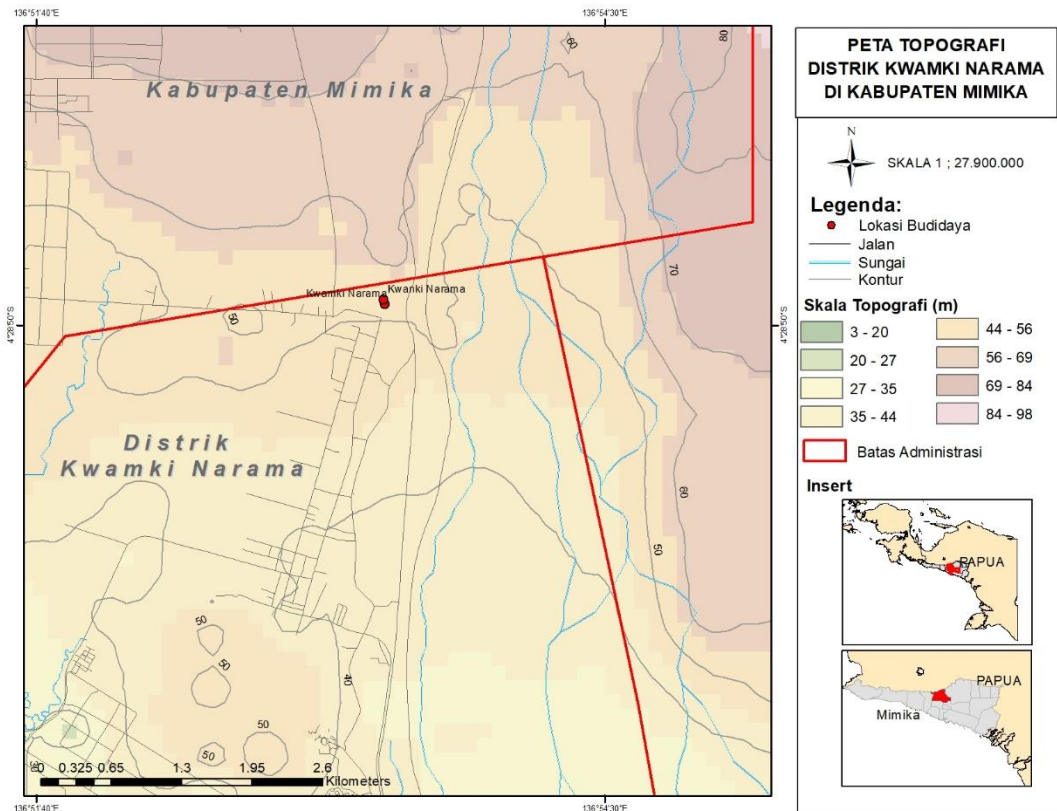 136°51'40"E
136°54'30"E
PETA TOPOGRAFI
DISTRIK KWAMKI NARAMA
DI KABUPATEN MIMIKA
N
SKALA 1 ; 27.900.000
Legenda:
Lokasi Budidaya
Jalan
Sungai
Kontur
Skala Topografi (m)
3 - 20
20 - 27
27 - 35
35 - 44
44 - 56
56 - 69
69 - 84
84 - 98
Batas Administrasi
Insert
PAPUA
PAPUA
Mimika
Kabupaten Mimika
50
60
80
70
Kwamki Narama
Kwanki Narama
50
4°28'50"S
4°28'50"S
Distrik
Kwamki Narama
60
50
50
50
40
50
50
30
0 0.325 0.65 1.3 1.95 2.6
Kilometers
136°51'40"E
136°54'30"E